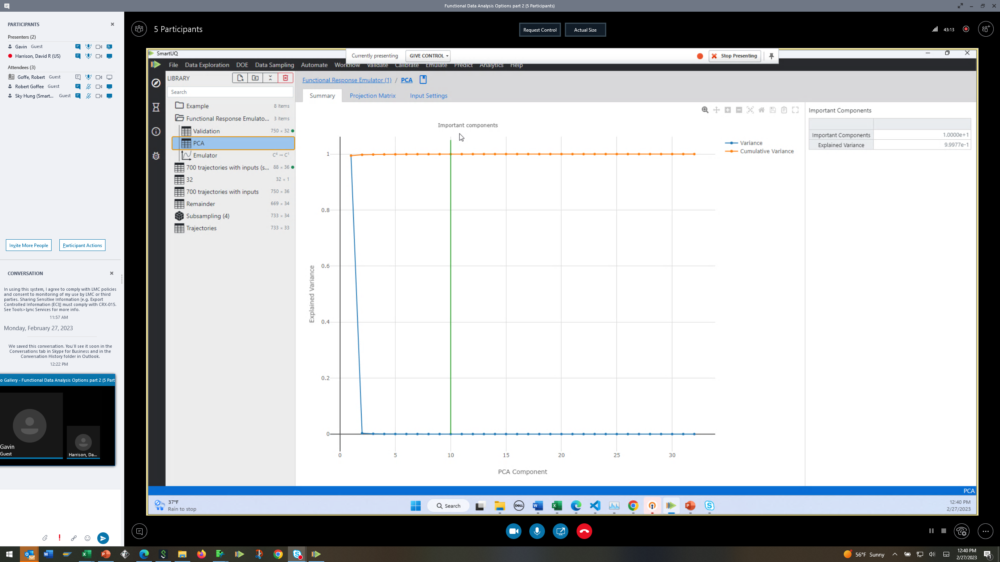 Functional Data Analysis Options part 2 (5 Participants)
PARTICIPANTS
Presenters (2)
Gavin Guest
Harrison, David R (US)
Attendees (3)
Goffe, Robert Guest
Robert Goffee Guest
Sky Hung (Smart... Guest
Invite More People
Participant Actions
CONVERSATION
In using this system, I agree to comply with LMC policies
and consent to monitoring of my use by LMC or third
parties. Sharing Sensitive Information [e.g. Export
Controlled Information (ECI)] must comply with CRX-015.
See Tools>Lync Services for more info.
11:57 AM
Monday, February 27, 2023
We saved this conversation. You'll see it soon in the
Conversations tab in Skype for Business and in the
Conversation History folder in Outlook.
12:22 PM
o Gallery - Functional Data Analysis Options part 2 (5 Part
Gavin
Guest
Harrison, Da...
5 Participants
Request Control
Actual Size
43:13
SmartUQ
Currently presenting
GIVE CONTROL
Stop Presenting
File Data Exploration DOE Data Sampling Automate Workflow Validate Calibrate Emulate Predict Analytics Help
LIBRARY
Search
Example 8 items
Functional Response Emulato... 3 items
Validation 750 × 32
PCA
Emulator C⁴ → C¹
700 trajectories with inputs (s... 88 × 36
32 32 × 1
700 trajectories with inputs 750 × 36
Remainder 669 × 34
Subsampling (4) 733 × 34
Trajectories 733 × 33
Functional Response Emulator (1) / PCA
Summary
Projection Matrix
Input Settings
Important components
Variance
Cumulative Variance
Explained Variance
1
0.8
0.6
0.4
0.2
0
0 5 10 15 20 25 30
PCA Component
Important Components
Important Components 1.0000e+1
Explained Variance 9.9977e-1
PCA
37°F
Rain to stop
Search
DELL
12:40 PM
2/27/2023
56°F Sunny
12:40 PM
2/27/2023
1